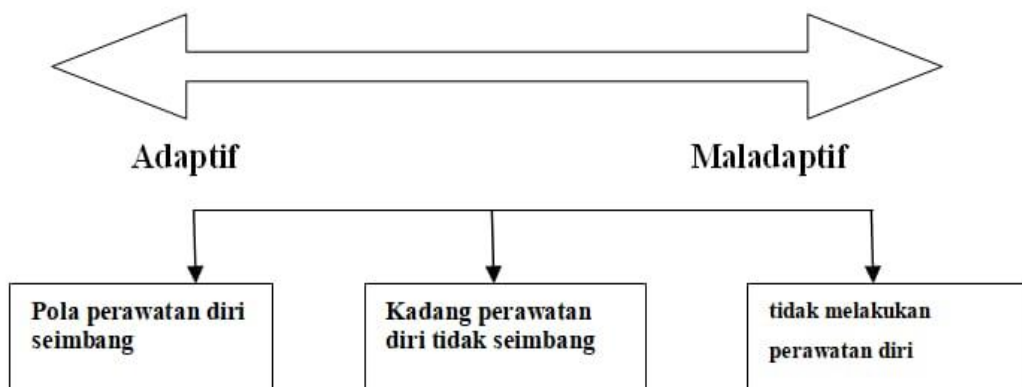 Adaptif
Maladaptif
Pola perawatan diri
seimbang
Kadang perawatan
diri tidak seimbang
tidak melakukan
perawatan diri